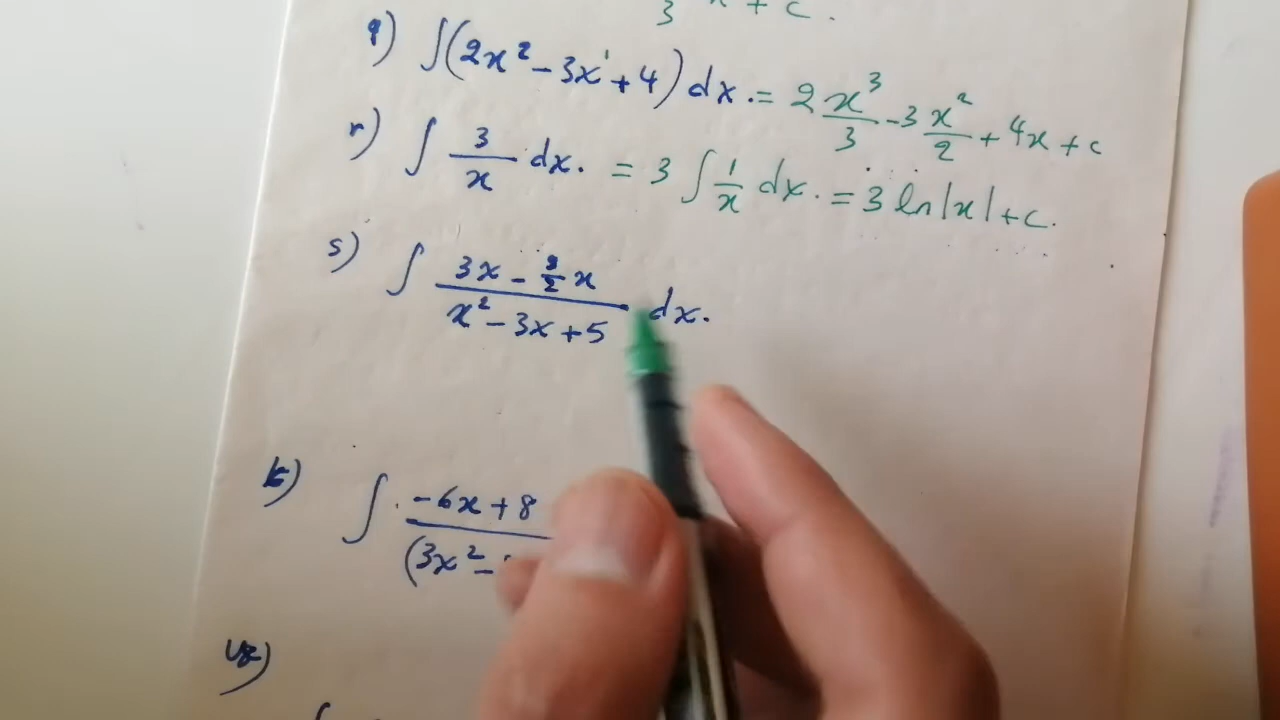 3 x + c.
q) ∫(2x² - 3x¹ + 4) dx. = 2 x³/3 - 3 x²/2 + 4x + c
r) ∫ 3/x dx. = 3 ∫ 1/x dx. = 3 ln|x| + c.
s) ∫ (3x - 9/2 x)/(x² - 3x + 5) dx.
t) ∫ (-6x + 8)/(3x² -